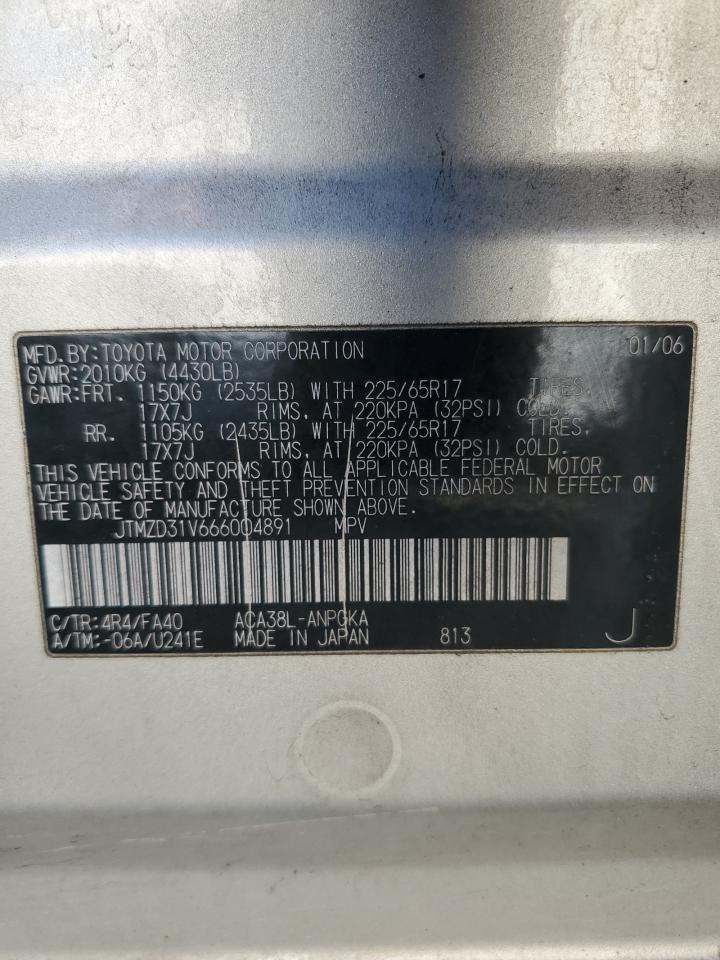 MFD.BY:TOYOTA MOTOR CORPORATION 01/06
GVWR:2010KG (4430LB)
GAWR:FRT. 1150KG (2535LB) WITH 225/65R17 TIRES.
17X7J RIMS. AT 220KPA (32PSI) COLD.
RR. 1105KG (2435LB) WITH 225/65R17 TIRES.
17X7J RIMS. AT 220KPA (32PSI) COLD.
THIS VEHICLE CONFORMS TO ALL APPLICABLE FEDERAL MOTOR
VEHICLE SAFETY AND THEFT PREVENTION STANDARDS IN EFFECT ON
THE DATE OF MANUFACTURE SHOWN ABOVE.
JTMZD31V666004891 MPV
C/TR:4R4/FA40 ACA38L-ANPGKA
A/TM:-06A/U241E MADE IN JAPAN 813 J